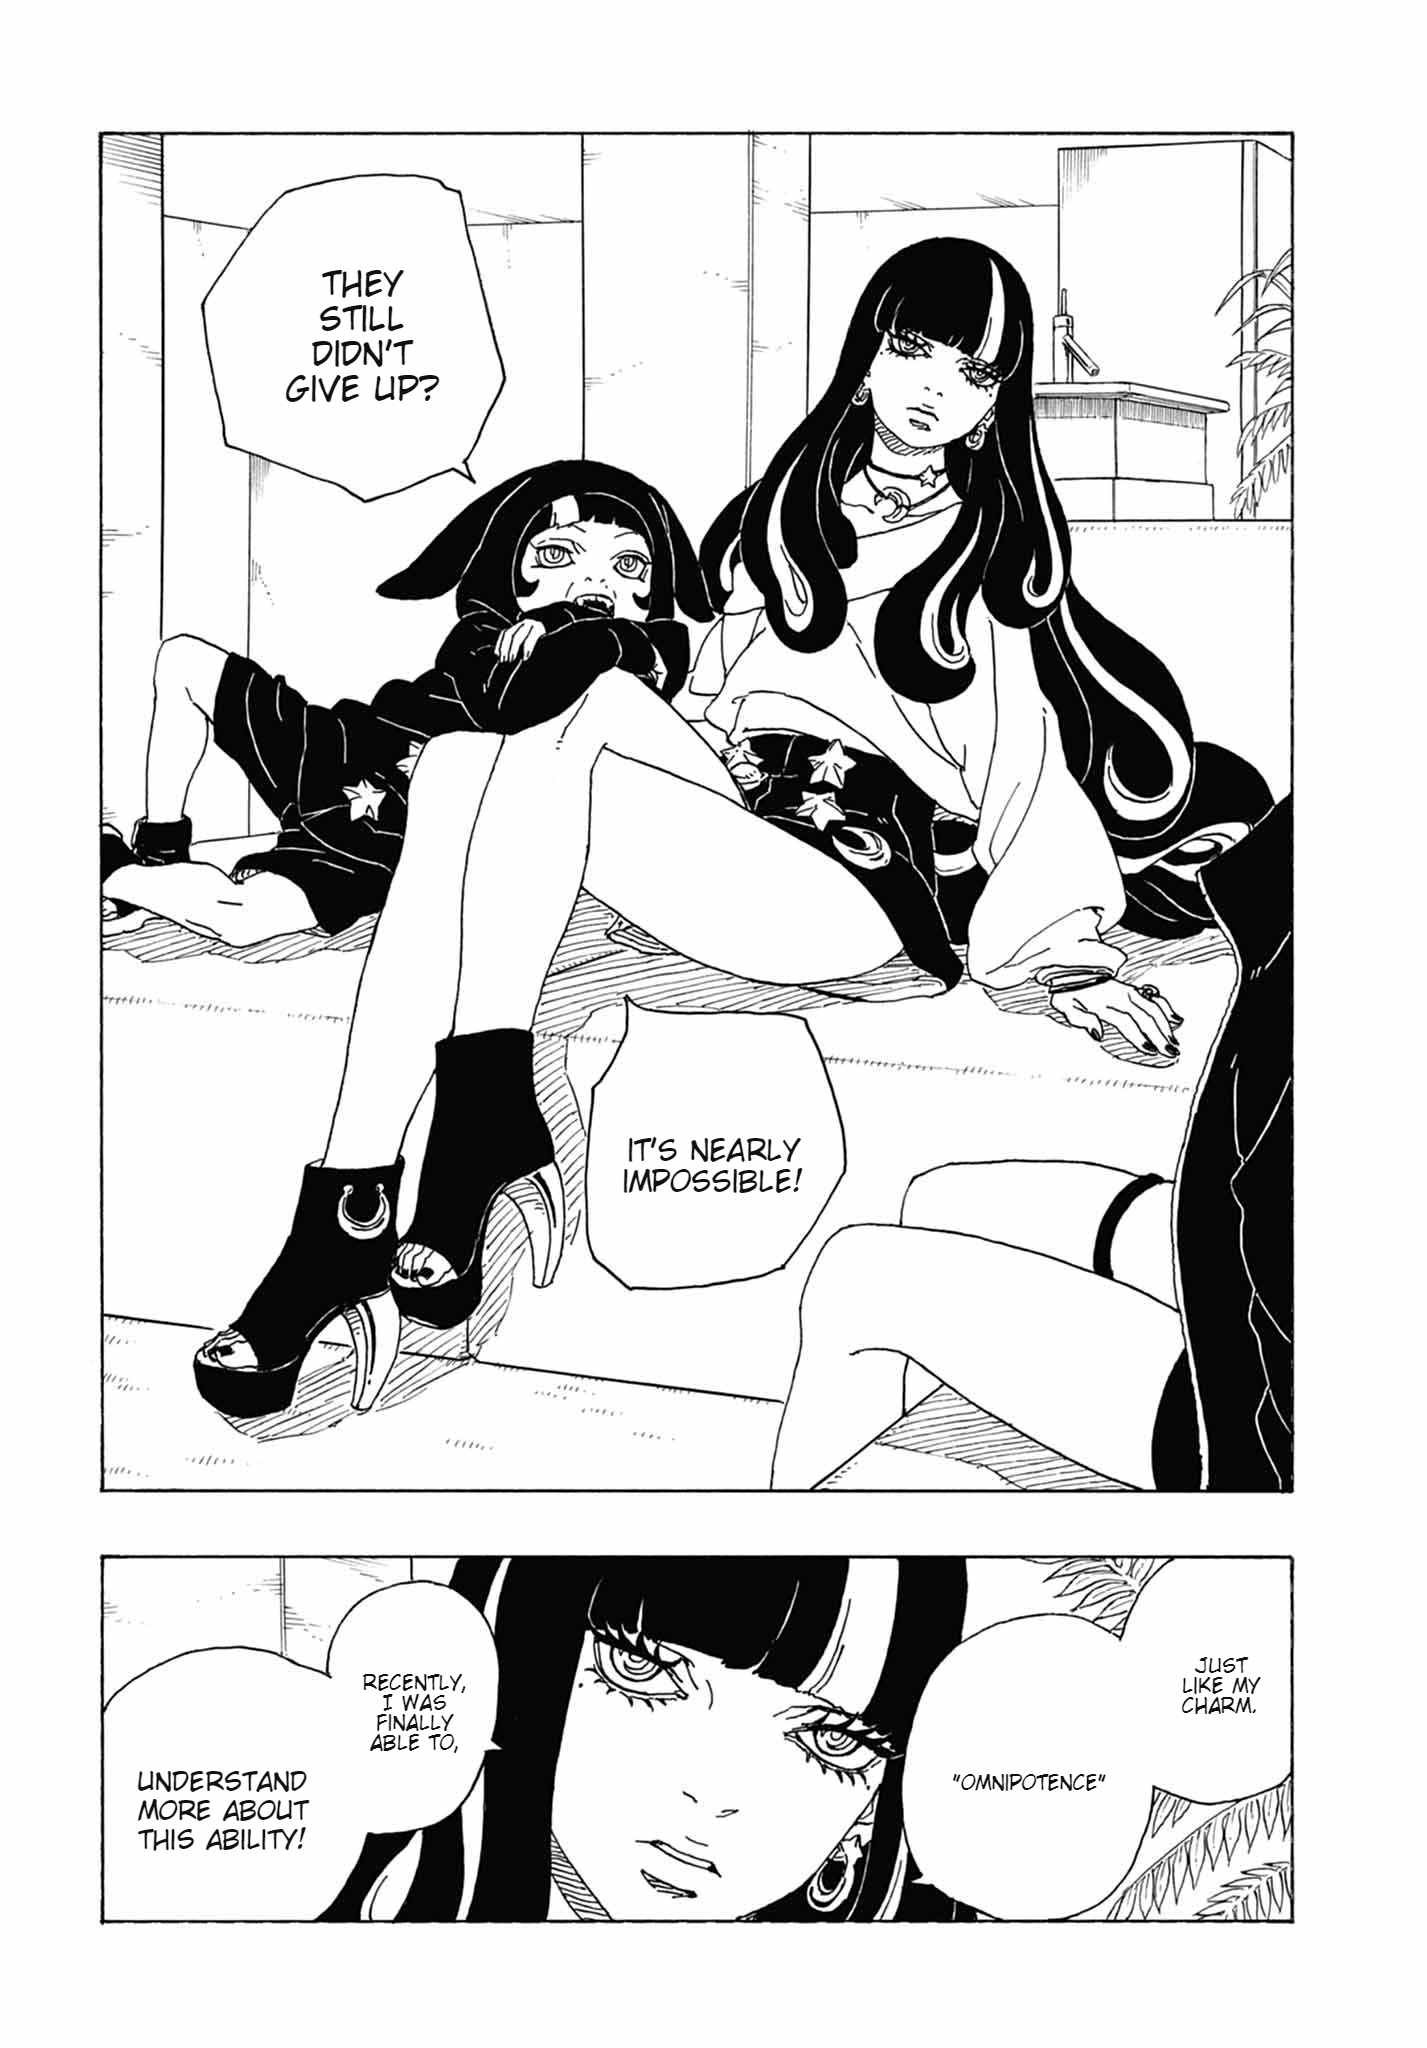 THEY
STILL
DIDN'T
GIVE UP?
IT'S NEARLY
IMPOSSIBLE!
JUST
LIKE MY
CHARM.
"OMNIPOTENCE"
RECENTLY,
I WAS
FINALLY
ABLE TO,
UNDERSTAND
MORE ABOUT
THIS ABILITY!